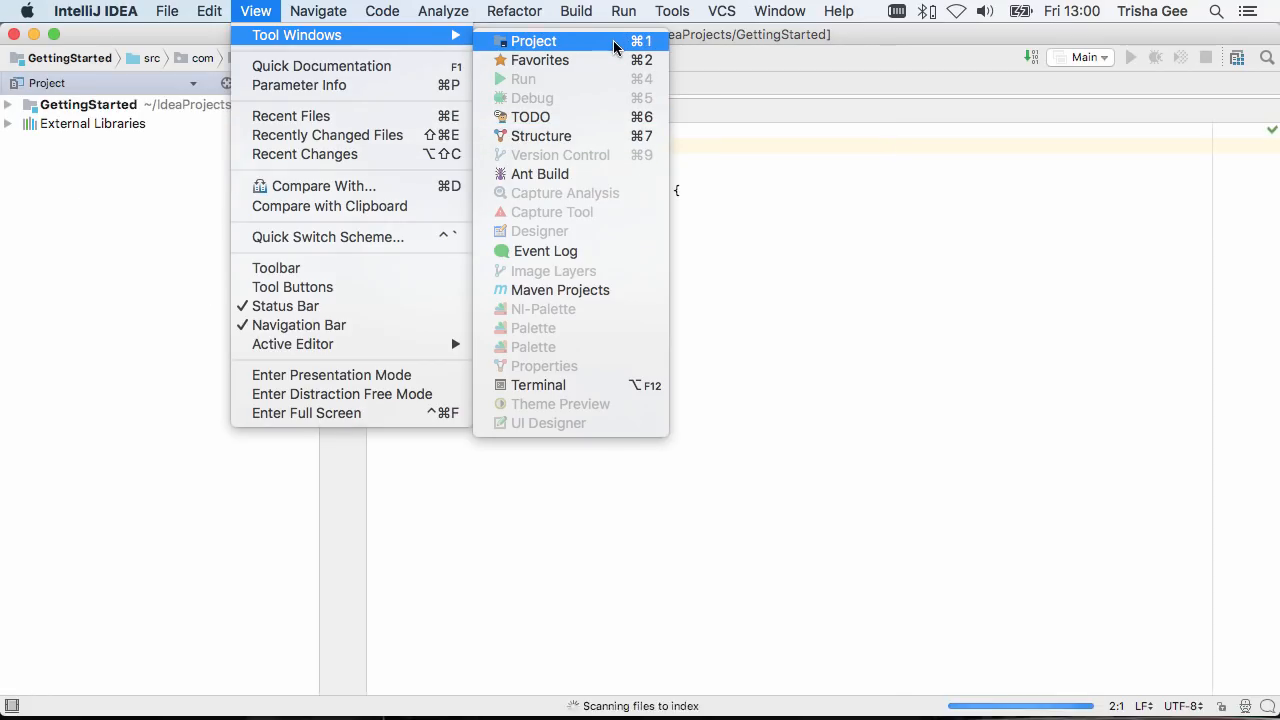 IntelliJ IDEA File Edit View Navigate Code Analyze Refactor Build Run Tools VCS Window Help Fri 13:00 Trisha Gee
eaProjects/GettingStarted]
GettingStarted src com Main
Project
GettingStarted ~/IdeaProjects
External Libraries
Tool Windows
Quick Documentation F1
Parameter Info ⌘P
Recent Files ⌘E
Recently Changed Files ⇧⌘E
Recent Changes ⌥⇧C
Compare With... ⌘D
Compare with Clipboard
Quick Switch Scheme... ^ `
Toolbar
Tool Buttons
Status Bar
Navigation Bar
Active Editor
Enter Presentation Mode
Enter Distraction Free Mode
Enter Full Screen ^⌘F
Project ⌘1
Favorites ⌘2
Run ⌘4
Debug ⌘5
TODO ⌘6
Structure ⌘7
Version Control ⌘9
Ant Build
Capture Analysis
Capture Tool
Designer
Event Log
Image Layers
Maven Projects
NI-Palette
Palette
Palette
Properties
Terminal ⌥F12
Theme Preview
UI Designer
{
Scanning files to index 2:1 LF UTF-8